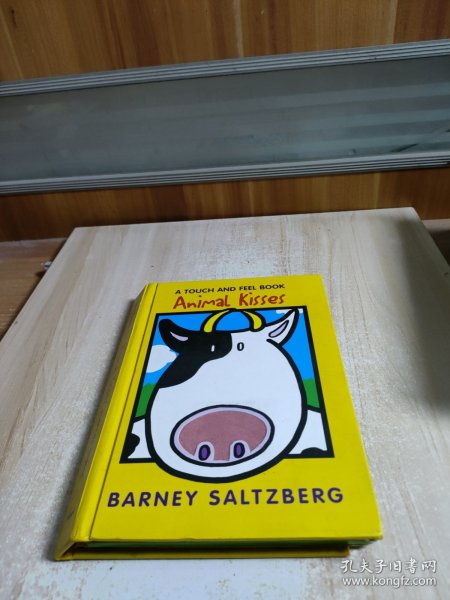 A TOUCH AND FEEL BOOK
Animal Kisses
BARNEY SALTZBERG
孔夫子旧书网
www.kongfz.com